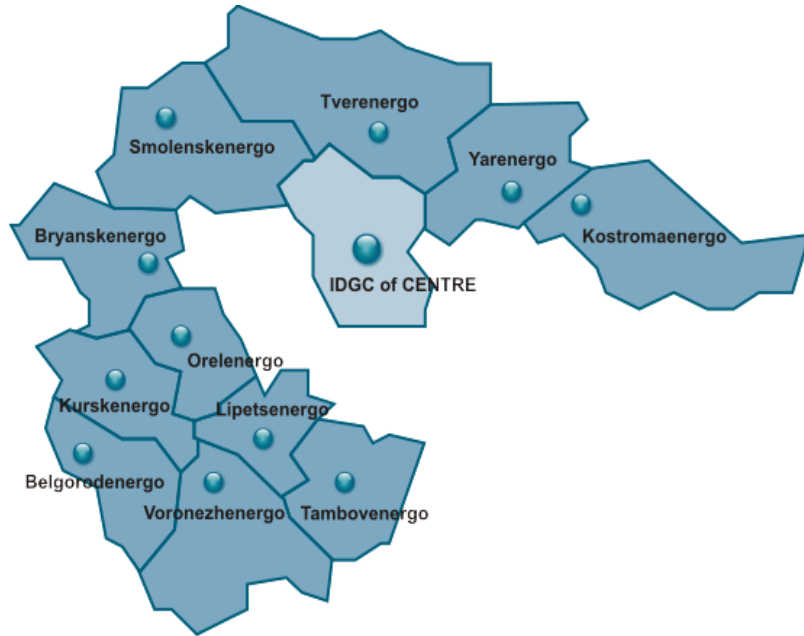 Tverenergo
Smolenskenergo
Yarenergo
Bryanskenergo
Kostromaenergo
IDGC of CENTRE
Orelenergo
Kurskenergo
Lipetsenergo
Belgorodenergo
Voronezhenergo
Tambovenergo